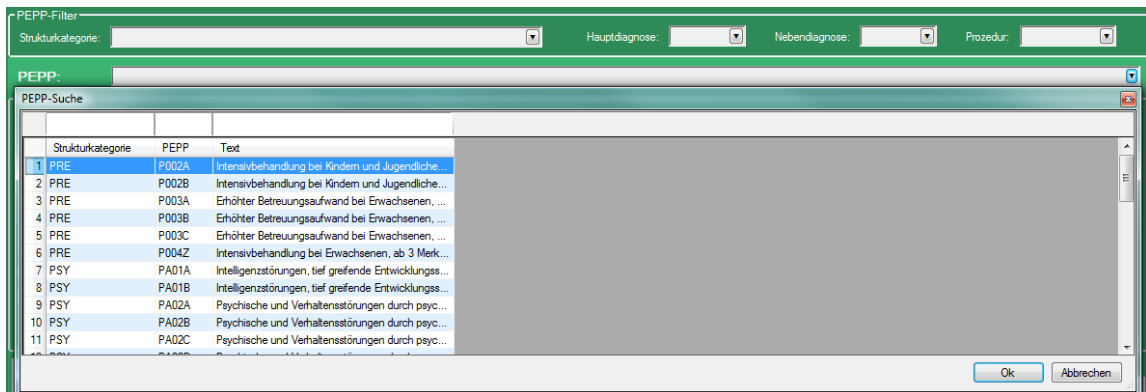 PEPP-Filter
Strukturkategorie: Hauptdiagnose: Nebendiagnose: Prozedur:
PEPP:
PEPP-Suche
Strukturkategorie PEPP Text
1 PRE P002A Intensivbehandlung bei Kindern und Jugendliche...
2 PRE P002B Intensivbehandlung bei Kindern und Jugendliche...
3 PRE P003A Erhöhter Betreuungsaufwand bei Erwachsenen, ...
4 PRE P003B Erhöhter Betreuungsaufwand bei Erwachsenen, ...
5 PRE P003C Erhöhter Betreuungsaufwand bei Erwachsenen, ...
6 PRE P004Z Intensivbehandlung bei Erwachsenen, ab 3 Merk...
7 PSY PA01A Intelligenzstörungen, tief greifende Entwicklungss...
8 PSY PA01B Intelligenzstörungen, tief greifende Entwicklungss...
9 PSY PA02A Psychische und Verhaltensstörungen durch psyc...
10 PSY PA02B Psychische und Verhaltensstörungen durch psyc...
11 PSY PA02C Psychische und Verhaltensstörungen durch psyc...
Ok Abbrechen